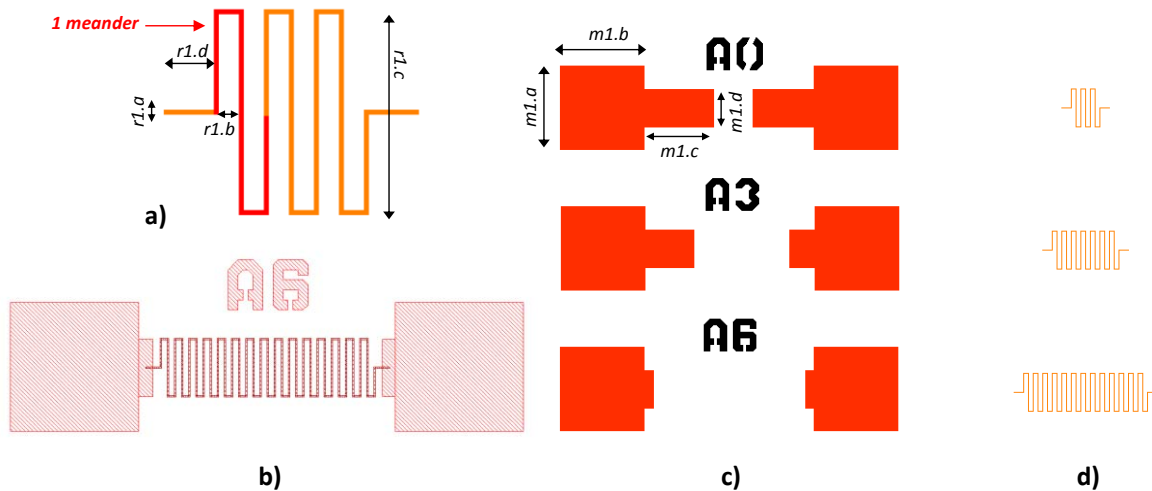 1 meander
r1.d
r1.a
r1.b
r1.c
a)
A6
b)
m1.b
A0
m1.a
m1.d
m1.c
A3
A6
c)
d)